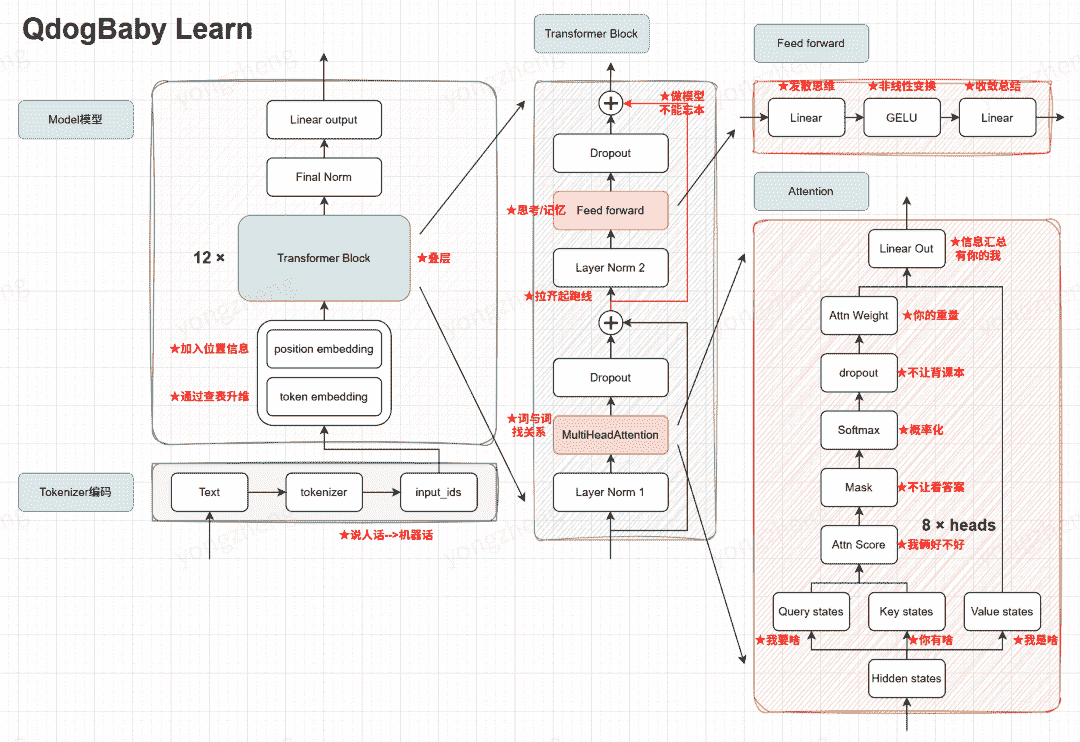 QdogBaby Learn
Model模型
Linear output
Final Norm
12 ×
Transformer Block
★叠层
★加入位置信息
position embedding
★通过查表升维
token embedding
Tokenizer编码
Text
tokenizer
input_ids
★说人话-->机器话
Transformer Block
★做模型
不能忘本
Dropout
★思考/记忆
Feed forward
Layer Norm 2
★拉齐起跑线
Dropout
★词与词
找关系
MultiHeadAttention
Layer Norm 1
Feed forward
★发散思维
★非线性变换
★收敛总结
Linear
GELU
Linear
Attention
Linear Out
★信息汇总
有你的我
Attn Weight
★你的重量
dropout
★不让背课本
Softmax
★概率化
Mask
★不让看答案
8 × heads
Attn Score
★我俩好不好
Query states
Key states
Value states
★我要啥
★你有啥
★我是啥
Hidden states
yongzheng